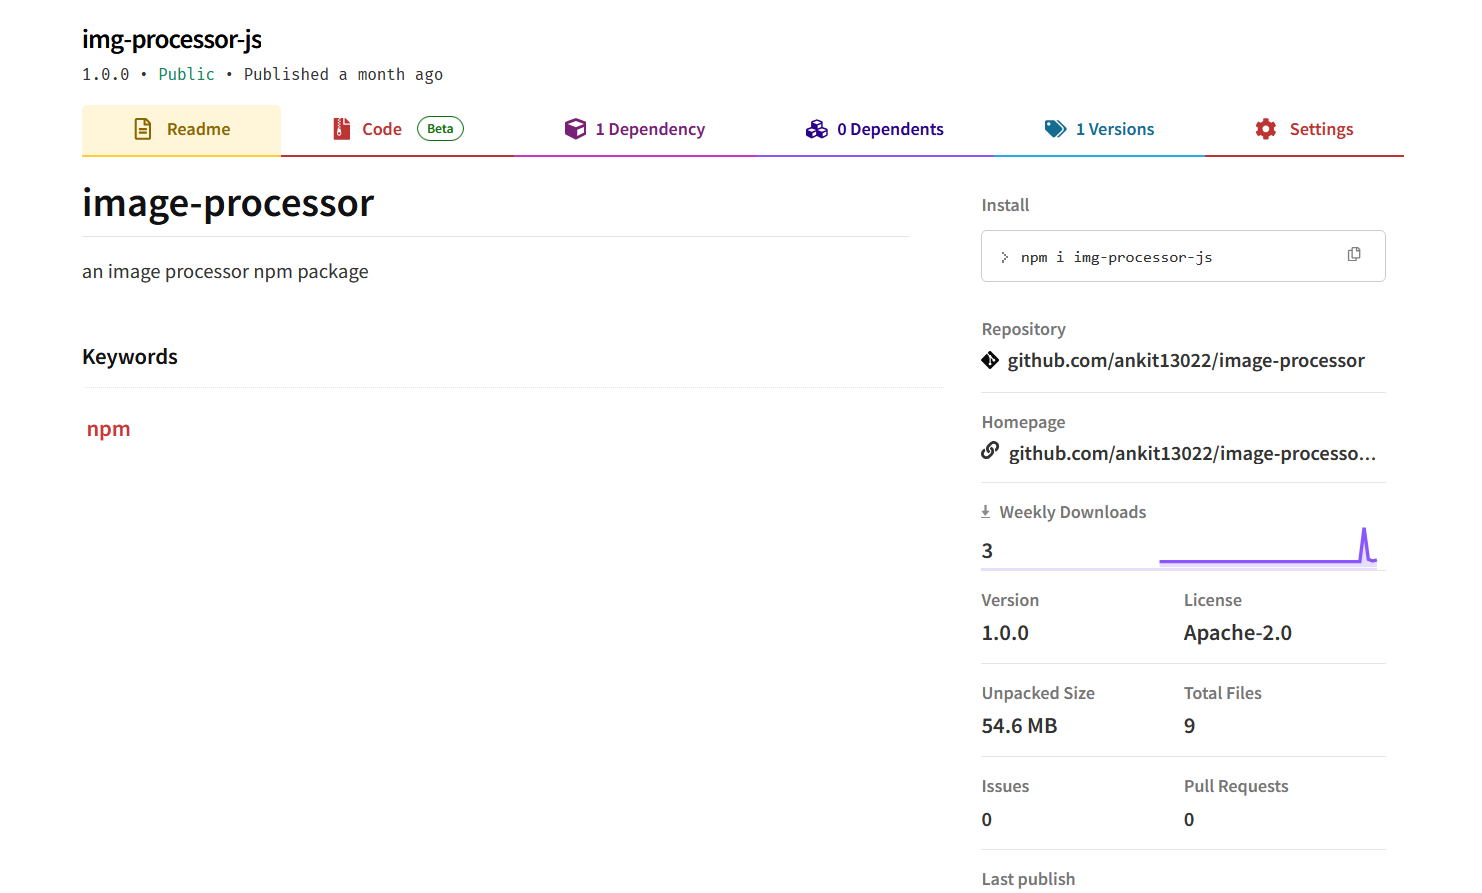 img-processor-js
1.0.0 • Public • Published a month ago
Readme
Code Beta
1 Dependency
0 Dependents
1 Versions
Settings
image-processor
an image processor npm package
Keywords
npm
Install
> npm i img-processor-js
Repository
github.com/ankit13022/image-processor
Homepage
github.com/ankit13022/image-processo...
Weekly Downloads
3
Version
1.0.0
License
Apache-2.0
Unpacked Size
54.6 MB
Total Files
9
Issues
0
Pull Requests
0
Last publish